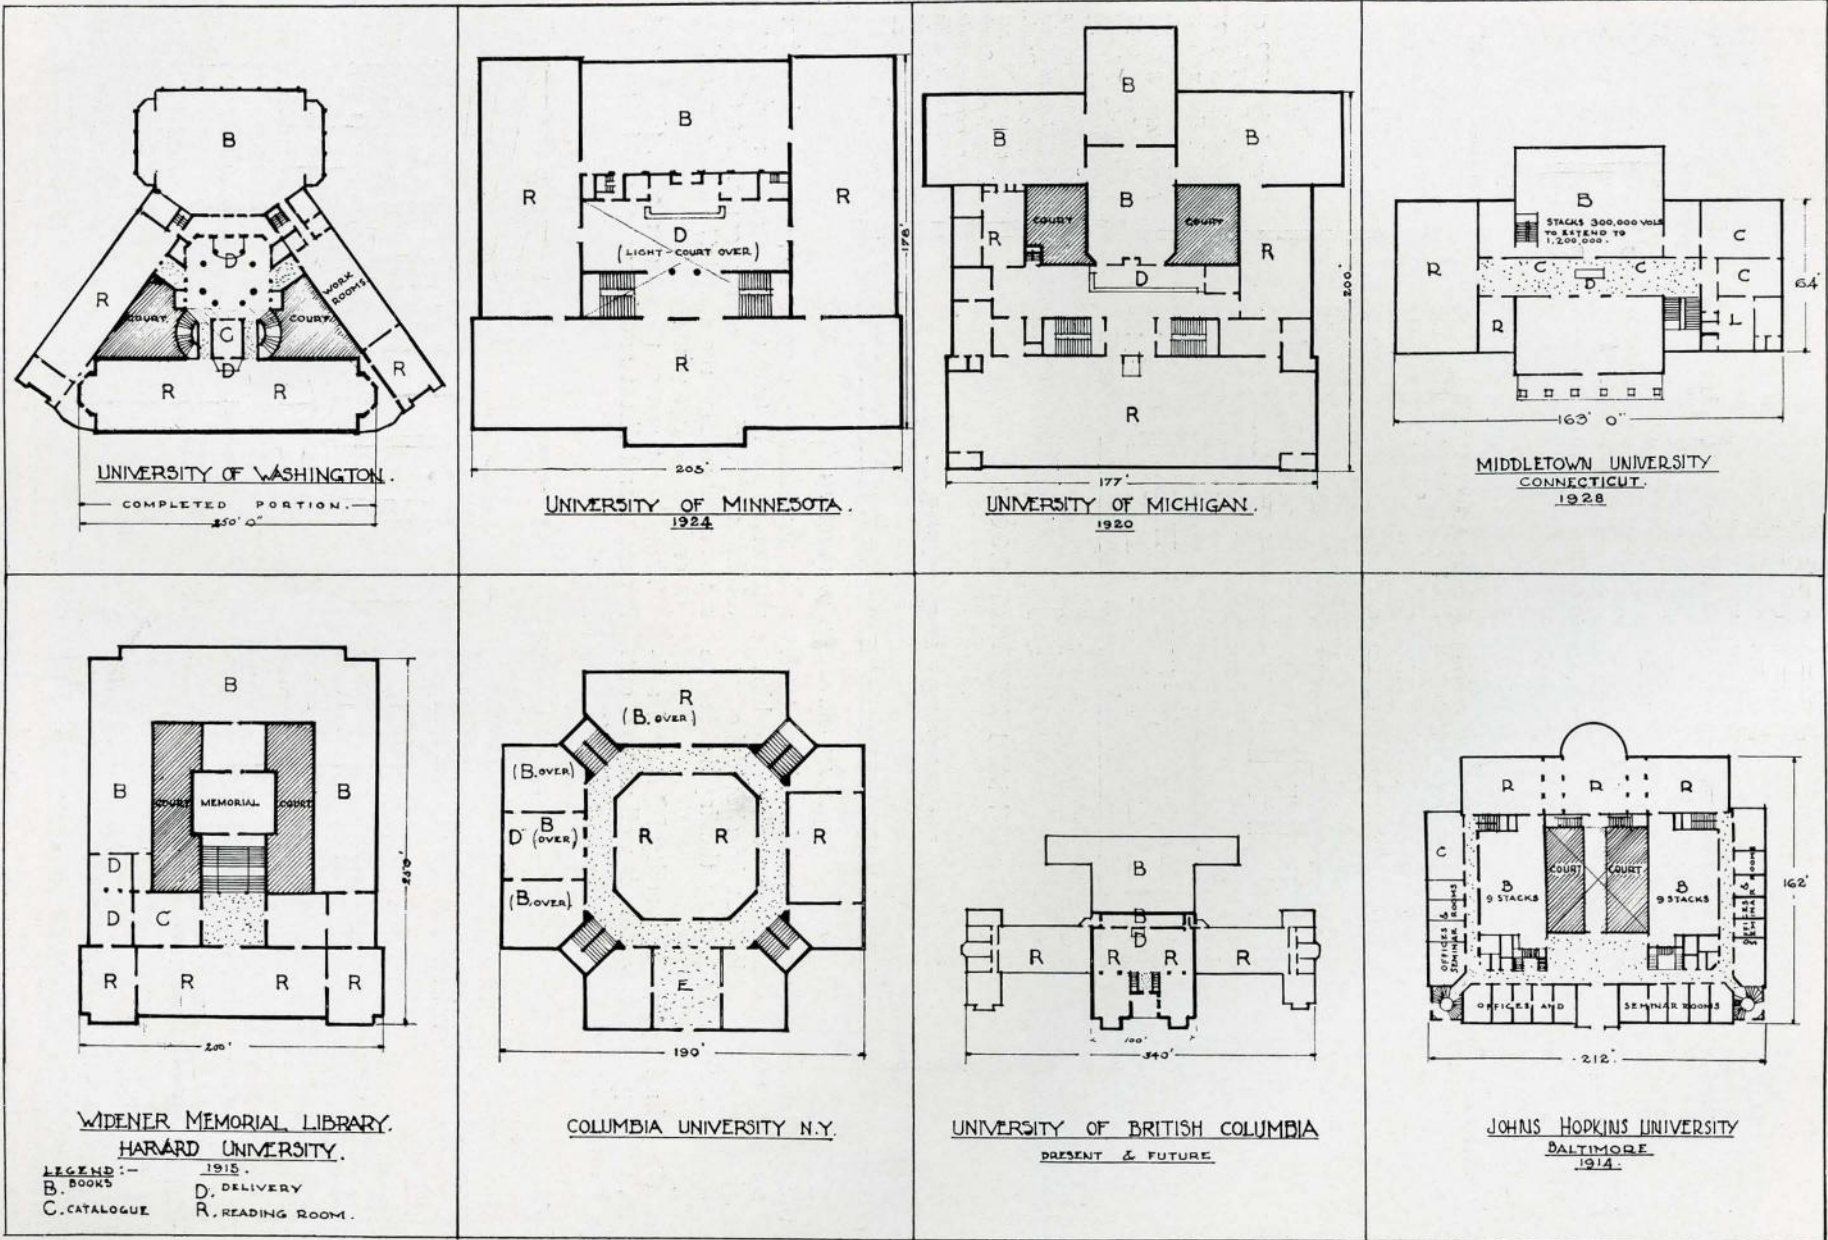 B
R
D
COURT
C
COURT
WORK
ROOMS
D
R
R
R
UNIVERSITY OF WASHINGTON.
COMPLETED PORTION.
250' 0"
B
R
R
D
(LIGHT-COURT OVER)
R
178'
205'
UNIVERSITY OF MINNESOTA.
1924
B
B
B
B
COURT
COURT
R
R
D
R
200'
177'
UNIVERSITY OF MICHIGAN.
1920
B
STACKS 300,000 VOLS
TO EXTEND TO
1,200,000.
C
R
C
C
D
C
R
L
64'
163' 0"
MIDDLETOWN UNIVERSITY
CONNECTICUT.
1928
B
B
COURT
MEMORIAL
COURT
B
D
D
C
R
R
R
R
200'
WIDENER MEMORIAL LIBRARY.
HARVARD UNIVERSITY.
1915.
LEGEND:-
B. BOOKS
D. DELIVERY
C. CATALOGUE
R. READING ROOM.
R
(B. OVER)
(B. OVER)
D (B OVER)
(B. OVER)
R
R
R
E
190'
COLUMBIA UNIVERSITY N.Y.
B
B
D
R
R
R
R
100'
340'
UNIVERSITY OF BRITISH COLUMBIA
PRESENT & FUTURE
R
R
R
C
COURT
COURT
B
9 STACKS
B
9 STACKS
OFFICES &
SEMINAR ROOMS
OFFICES &
SEMINAR ROOMS
OFFICES AND
SEMINAR ROOMS
162'
212'
JOHNS HOPKINS UNIVERSITY
BALTIMORE
1914.